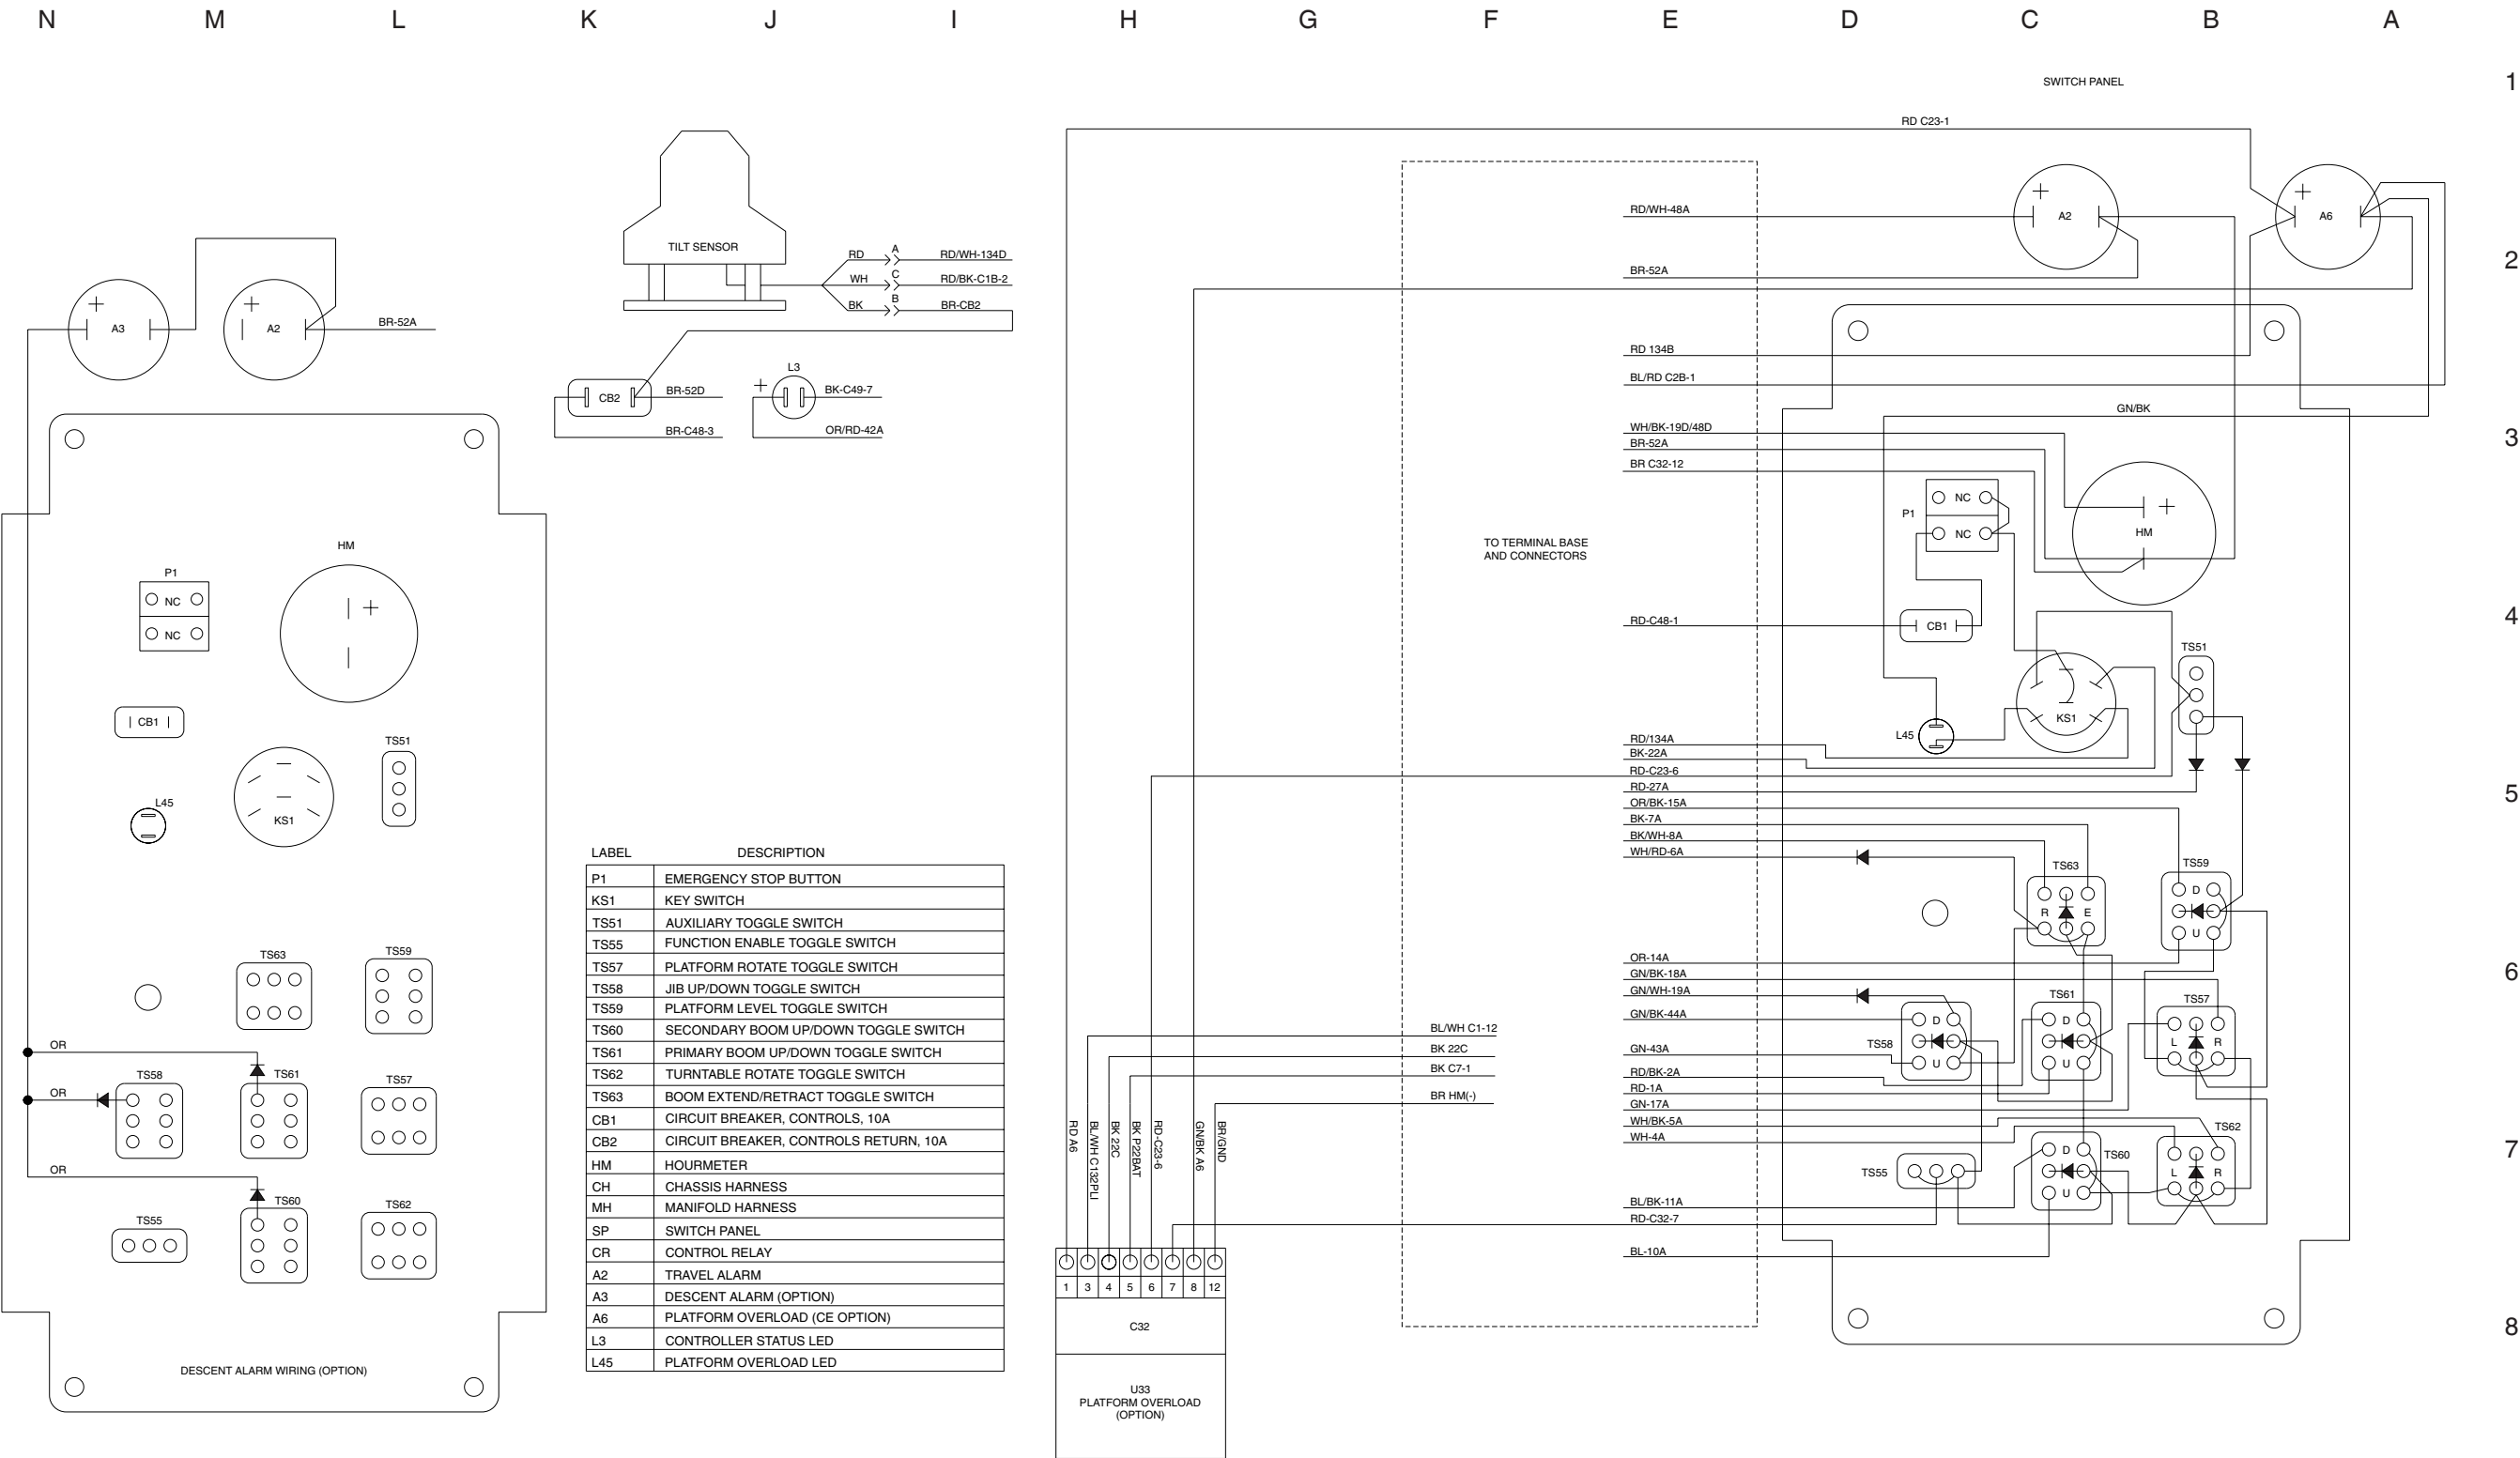 N M L K J I H G F E D C B A
1
2
3
4
5
6
7
8
SWITCH PANEL
RD C23-1
TILT SENSOR
RD A RD/WH-134D
WH C RD/BK-C1B-2
BK B BR-CB2
A3
A2
BR-52A
CB2
BR-52D
BR-C48-3
L3
BK-C49-7
OR/RD-42A
HM
P1
NC
NC
CB1
TS51
L45
KS1
TS63
TS59
OR
TS58
TS61
TS57
OR
OR
TS55
TS60
TS62
DESCENT ALARM WIRING (OPTION)
LABEL DESCRIPTION
P1 EMERGENCY STOP BUTTON
KS1 KEY SWITCH
TS51 AUXILIARY TOGGLE SWITCH
TS55 FUNCTION ENABLE TOGGLE SWITCH
TS57 PLATFORM ROTATE TOGGLE SWITCH
TS58 JIB UP/DOWN TOGGLE SWITCH
TS59 PLATFORM LEVEL TOGGLE SWITCH
TS60 SECONDARY BOOM UP/DOWN TOGGLE SWITCH
TS61 PRIMARY BOOM UP/DOWN TOGGLE SWITCH
TS62 TURNTABLE ROTATE TOGGLE SWITCH
TS63 BOOM EXTEND/RETRACT TOGGLE SWITCH
CB1 CIRCUIT BREAKER, CONTROLS, 10A
CB2 CIRCUIT BREAKER, CONTROLS RETURN, 10A
HM HOURMETER
CH CHASSIS HARNESS
MH MANIFOLD HARNESS
SP SWITCH PANEL
CR CONTROL RELAY
A2 TRAVEL ALARM
A3 DESCENT ALARM (OPTION)
A6 PLATFORM OVERLOAD (CE OPTION)
L3 CONTROLLER STATUS LED
L45 PLATFORM OVERLOAD LED
TO TERMINAL BASE
AND CONNECTORS
BL/WH C1-12
BK 22C
BK C7-1
BR HM(-)
RD A6
BL/WH C132PLI
BK 22C
BK P22BAT
RD-C23-6
GN/BK A6
BR/GND
1 3 4 5 6 7 8 12
C32
U33
PLATFORM OVERLOAD
(OPTION)
RD/WH-48A
BR-52A
RD 134B
BL/RD C2B-1
WH/BK-19D/48D
BR-52A
BR C32-12
RD-C48-1
RD/134A
BK-22A
RD-C23-6
RD-27A
OR/BK-15A
BK-7A
BK/WH-8A
WH/RD-6A
OR-14A
GN/BK-18A
GN/WH-19A
GN/BK-44A
GN-43A
RD/BK-2A
RD-1A
GN-17A
WH/BK-5A
WH-4A
BL/BK-11A
RD-C32-7
BL-10A
A2
A6
GN/BK
P1
NC
NC
HM
CB1
TS51
KS1
L45
TS63
R E
TS59
D
U
TS58
D
U
TS61
D
U
TS57
L R
TS55
TS60
D
U
TS62
L R